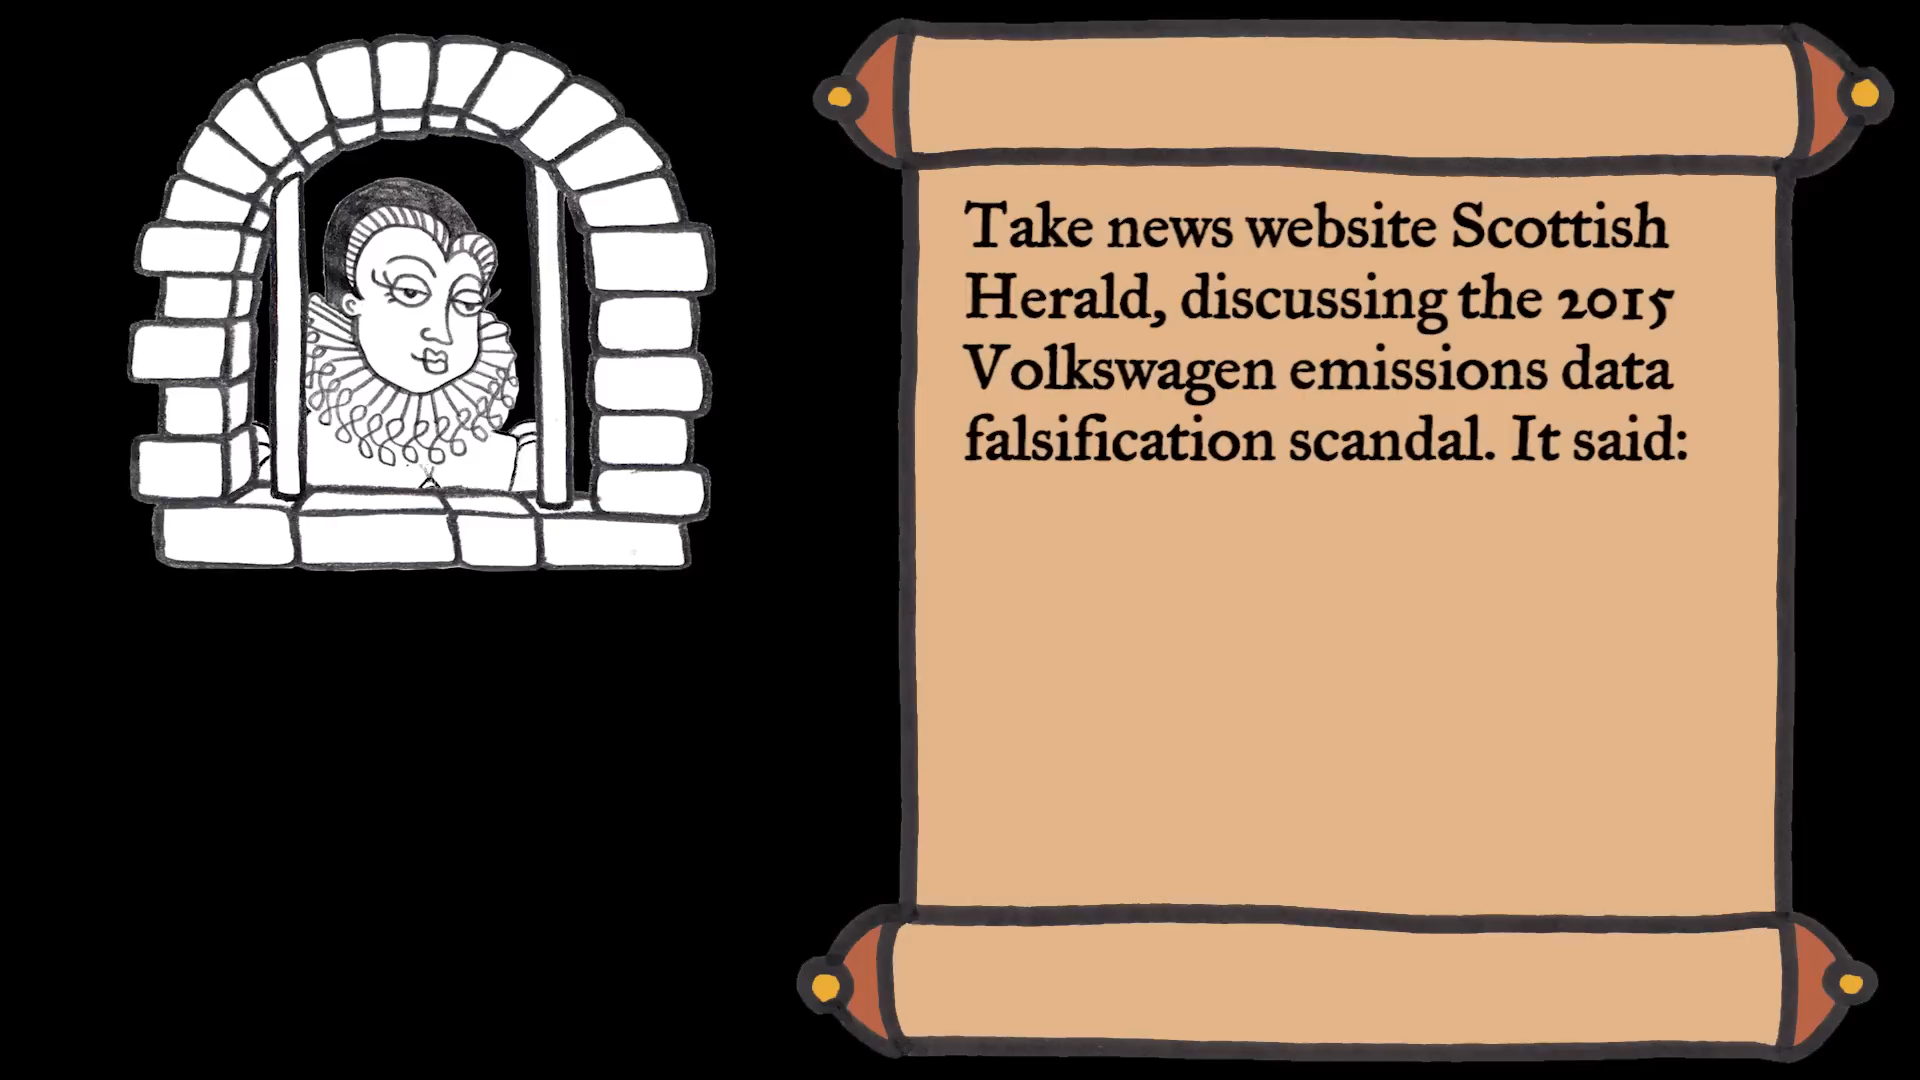 Take news website Scottish
Herald, discussing the 2015
Volkswagen emissions data
falsification scandal. It said: